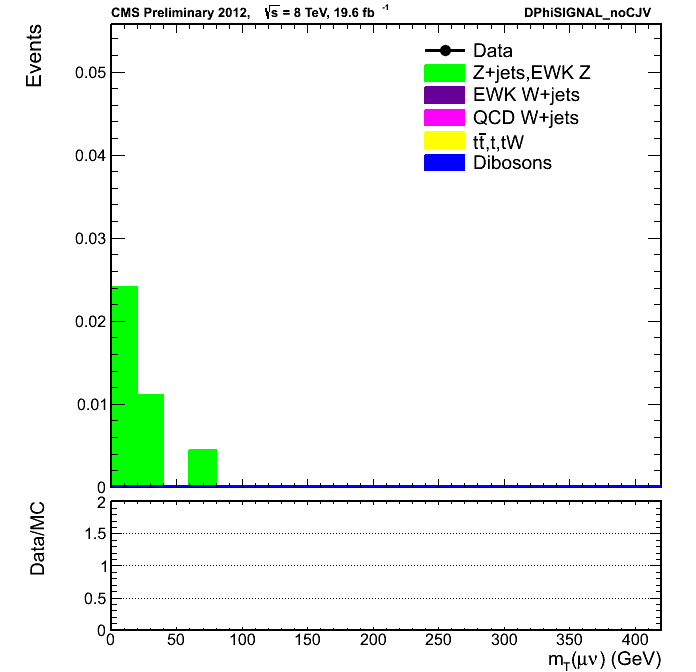 CMS Preliminary 2012, √s = 8 TeV, 19.6 fb⁻¹ DPhiSIGNAL_noCJV
Events
Data
Z+jets,EWK Z
EWK W+jets
QCD W+jets
tt̅,t,tW
Dibosons
0.05
0.04
0.03
0.02
0.01
0
Data/MC
2
1.5
1
0.5
0
0 50 100 150 200 250 300 350 400
m_T(μν) (GeV)